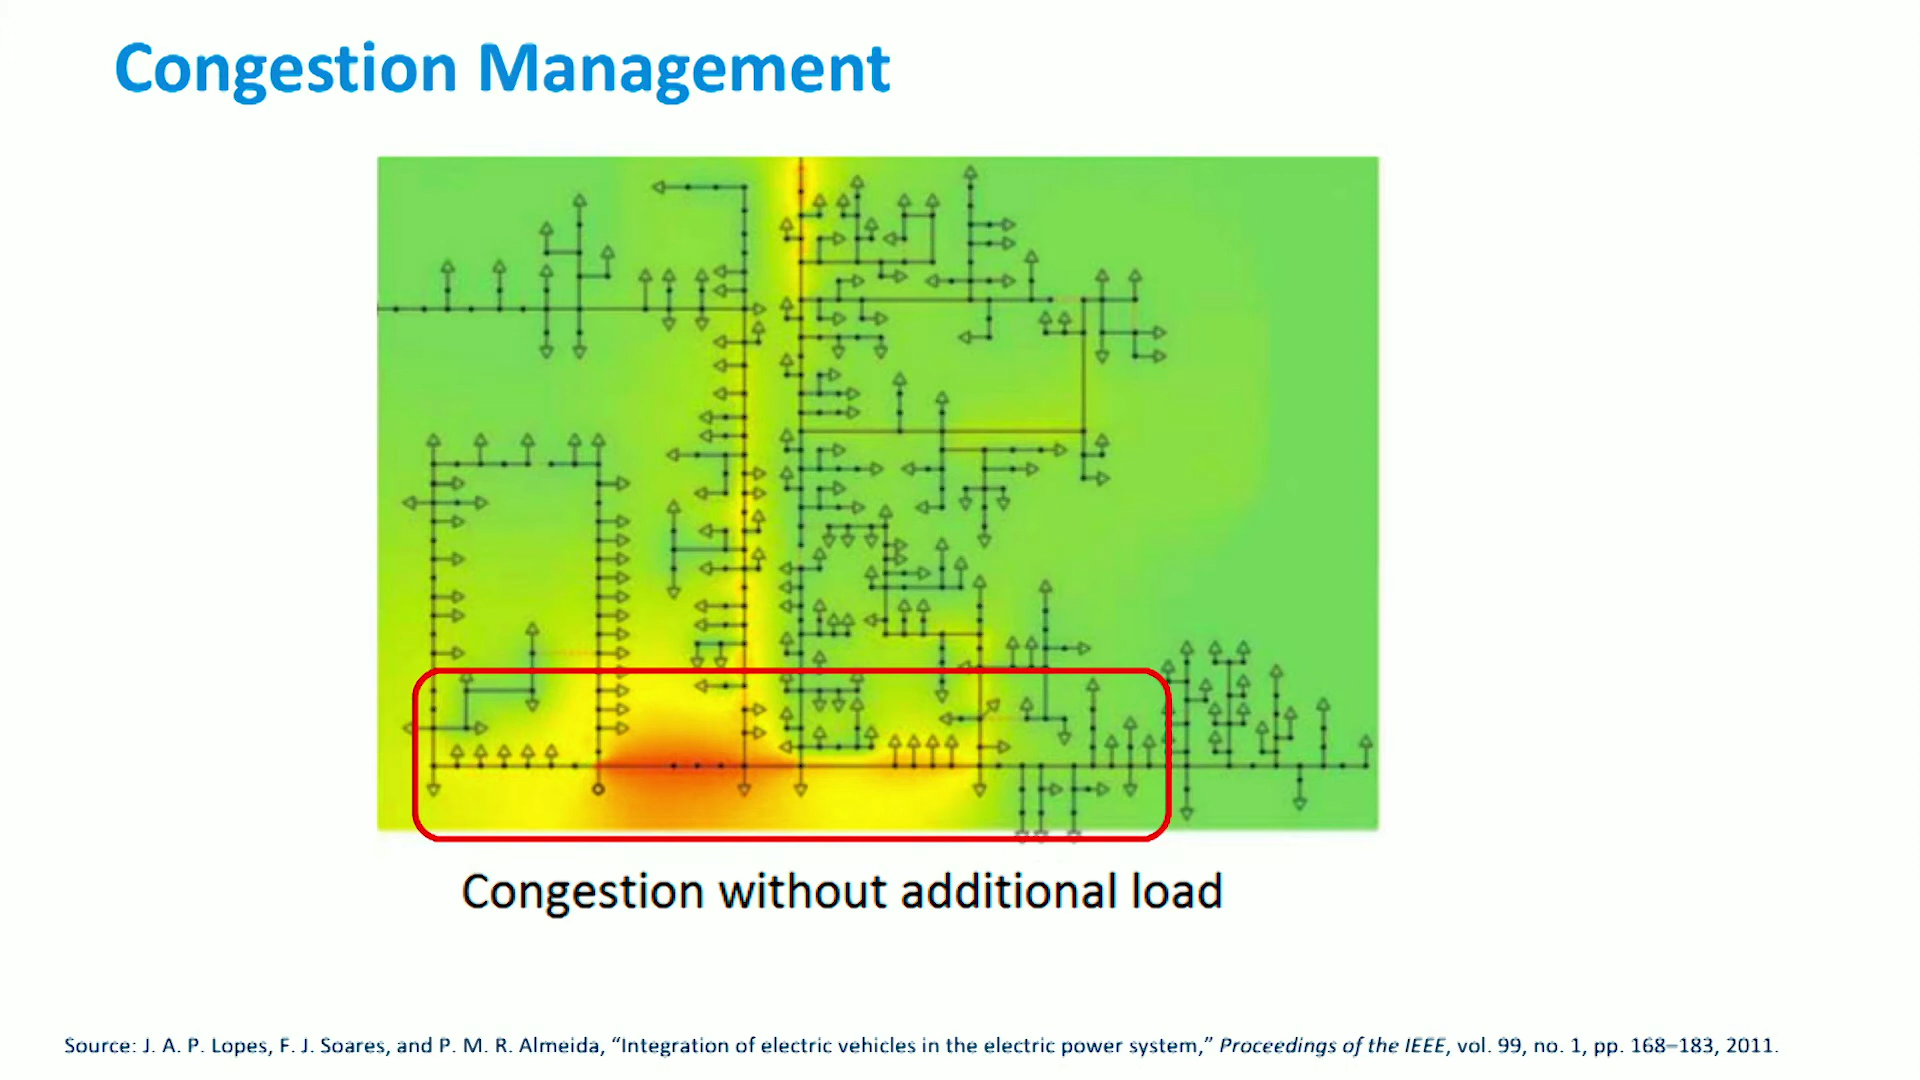 Congestion Management
Congestion without additional load
Source: J. A. P. Lopes, F. J. Soares, and P. M. R. Almeida, “Integration of electric vehicles in the electric power system,” Proceedings of the IEEE, vol. 99, no. 1, pp. 168–183, 2011.